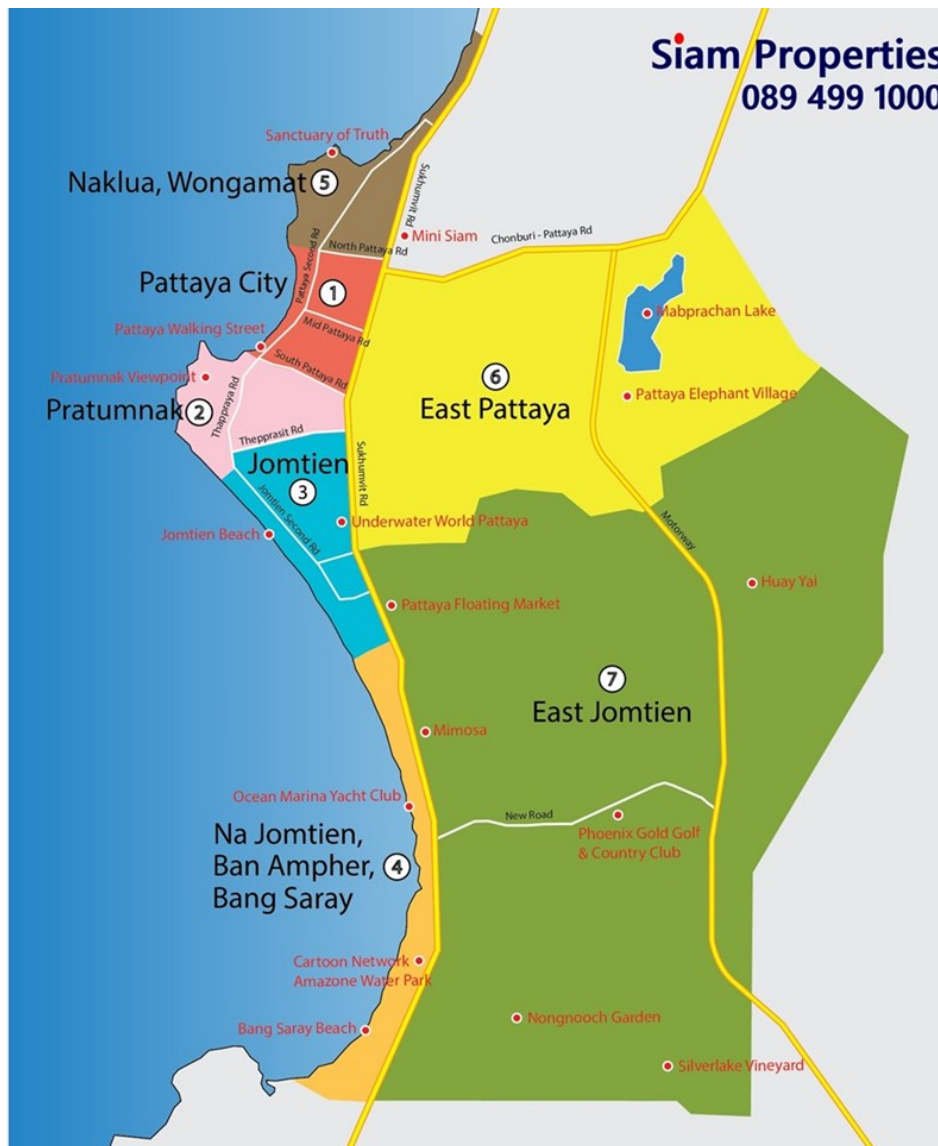 Siam Properties
089 499 1000
Sanctuary of Truth
Naklua, Wongamat 5
Sukhumvit Rd
Mini Siam
Chonburi - Pattaya Rd
North Pattaya Rd
Pattaya Second Rd
Pattaya City
1
Mabprachan Lake
Mid Pattaya Rd
Pattaya Walking Street
South Pattaya Rd
Pratumnak Viewpoint
6
East Pattaya
Pattaya Elephant Village
Pratumnak 2
Thappraya Rd
Thepprasit Rd
Jomtien
3
Sukhumvit Rd
Jomtien Second Rd
Underwater World Pattaya
Jomtien Beach
Motorway
Huay Yai
Pattaya Floating Market
7
East Jomtien
Mimosa
Ocean Marina Yacht Club
New Road
Phoenix Gold Golf
& Country Club
Na Jomtien,
Ban Ampher,
Bang Saray
4
Cartoon Network
Amazone Water Park
Bang Saray Beach
Nongnooch Garden
Silverlake Vineyard